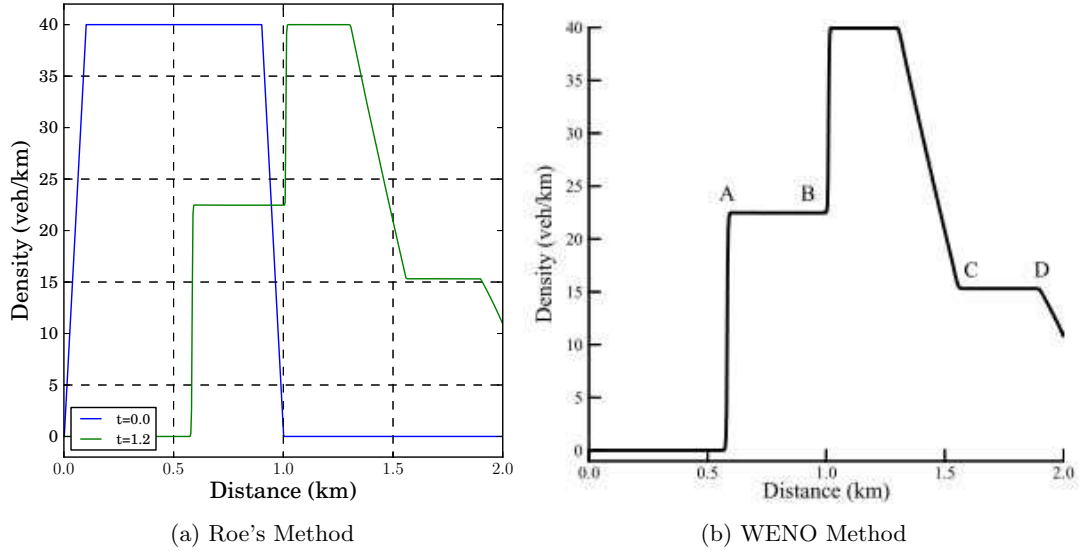 40
35
30
25
20
15
10
5
0
Density (veh/km)
t=0.0
t=1.2
0.0 0.5 1.0 1.5 2.0
Distance (km)
(a) Roe's Method
40
35
30
25
20
15
10
5
0
Density (veh/km)
A B
C D
0.0 0.5 1.0 1.5 2.0
Distance (km)
(b) WENO Method